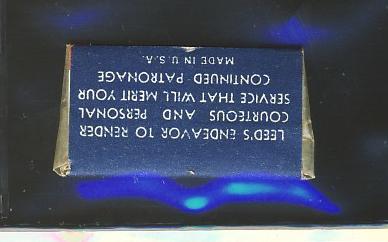 LEED'S ENDEAVOR TO RENDER
COURTEOUS AND PERSONAL
SERVICE THAT WILL MERIT YOUR
CONTINUED PATRONAGE
MADE IN U.S.A.